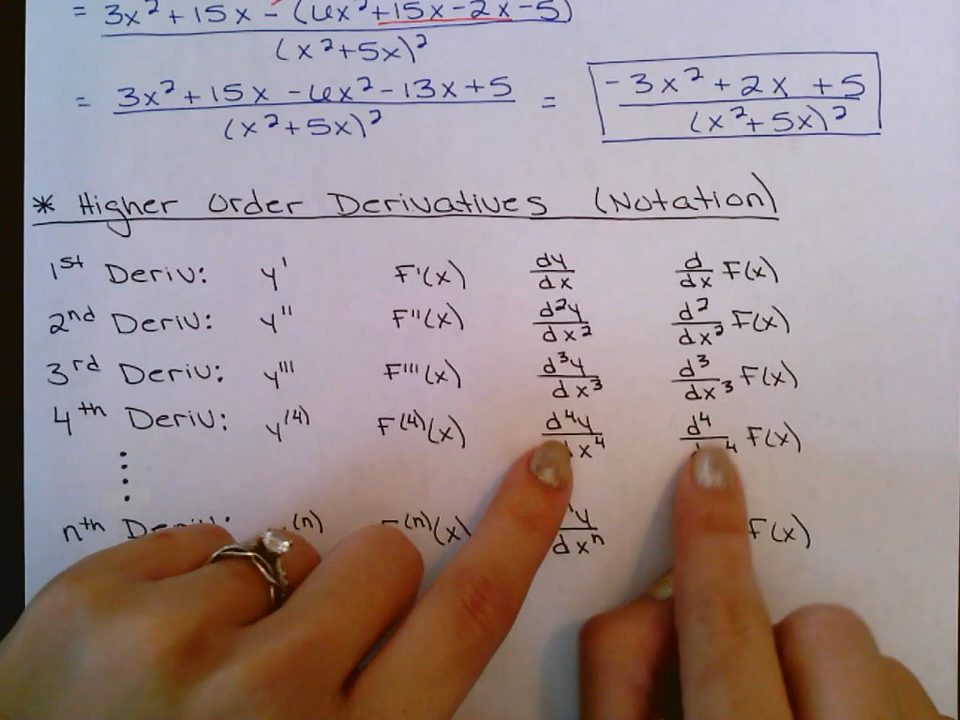 = 3x² + 15x - (6x² + 15x - 2x - 5) / (x² + 5x)²
= 3x² + 15x - 6x² - 13x + 5 / (x² + 5x)² = -3x² + 2x + 5 / (x² + 5x)²
* Higher Order Derivatives (Notation)
1st Deriv: y' F'(x) dy/dx d/dx F(x)
2nd Deriv: y'' F''(x) d²y/dx² d²/dx² F(x)
3rd Deriv: y''' F'''(x) d³y/dx³ d³/dx³ F(x)
4th Deriv: y⁽⁴⁾ F⁽⁴⁾(x) d⁴y/dx⁴ d⁴/dx⁴ F(x)
nth Deriv: (n) F⁽ⁿ⁾(x) y/dxⁿ F(x)